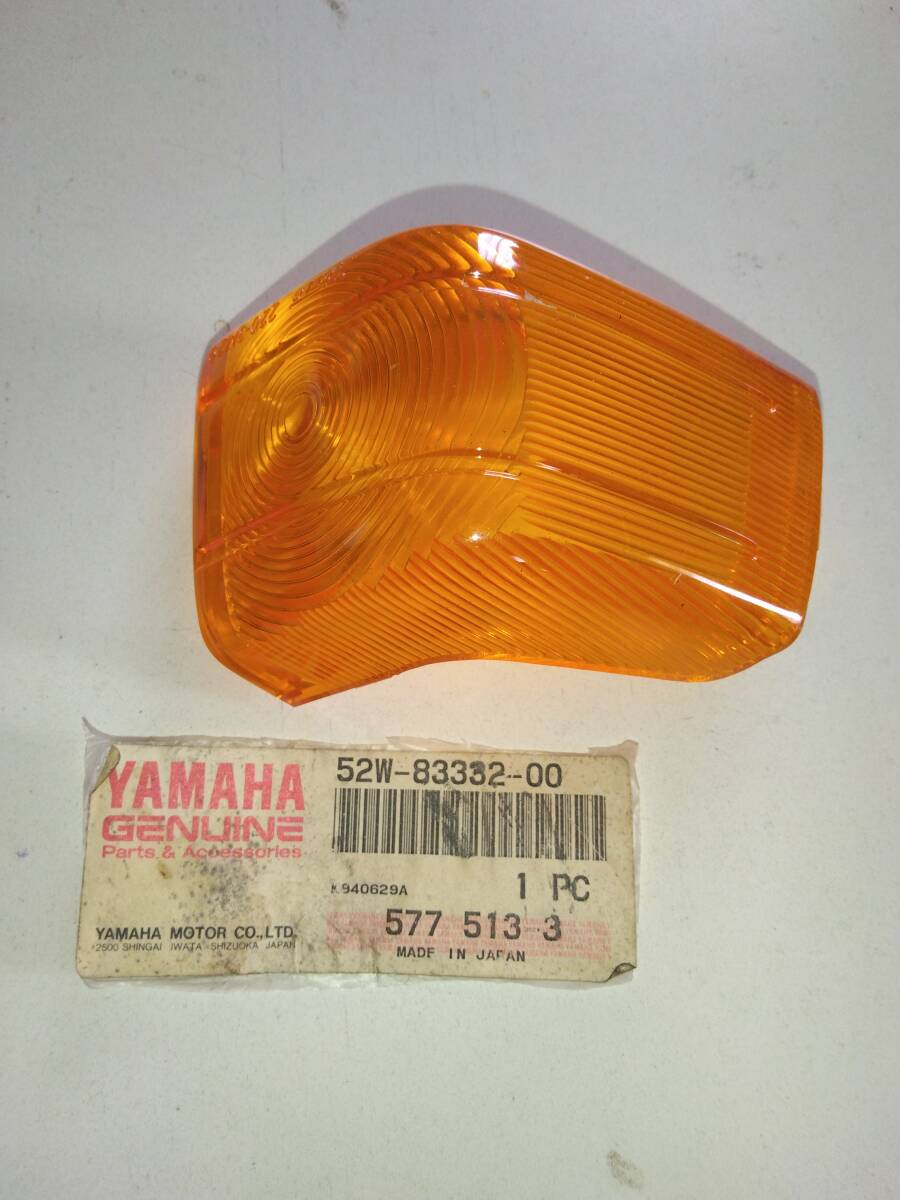 YAMAHA
GENUINE
Parts & Accessories
YAMAHA MOTOR CO., LTD.
2500 SHINGAI IWATA SHIZUOKA JAPAN
52W-83332-00
K940629A
1 PC
577 513 3
MADE IN JAPAN